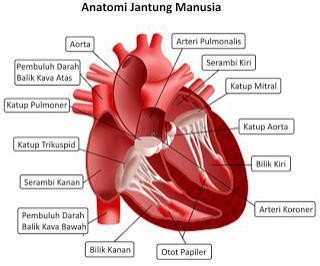 Anatomi Jantung Manusia
Aorta
Arteri Pulmonalis
Pembuluh Darah
Balik Kava Atas
Serambi Kiri
Katup Mitral
Katup Pulmoner
Katup Aorta
Katup Trikuspid
Bilik Kiri
Serambi Kanan
Arteri Koroner
Pembuluh Darah
Balik Kava Bawah
Bilik Kanan
Otot Papiler